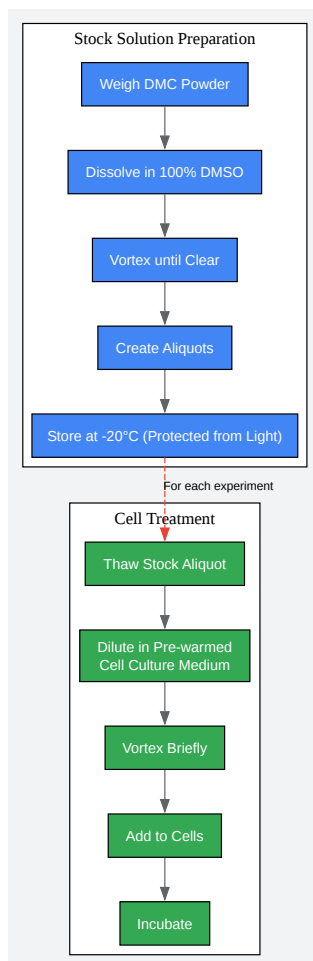 Stock Solution Preparation
Weigh DMC Powder
Dissolve in 100% DMSO
Vortex until Clear
Create Aliquots
Store at -20°C (Protected from Light)
For each experiment
Cell Treatment
Thaw Stock Aliquot
Dilute in Pre-warmed
Cell Culture Medium
Vortex Briefly
Add to Cells
Incubate